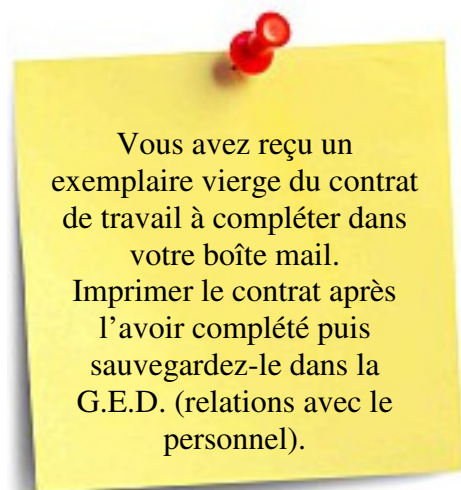 Vous avez reçu un
exemplaire vierge du contrat
de travail à compléter dans
votre boîte mail.
Imprimer le contrat après
l’avoir complété puis
sauvegardez-le dans la
G.E.D. (relations avec le
personnel).